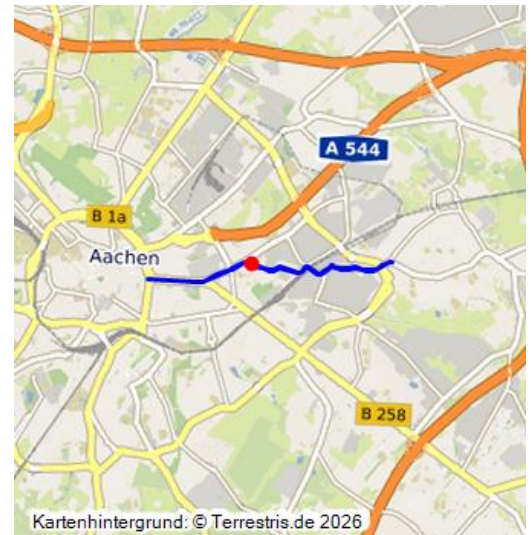 A 544
B 1a
Aachen
B 258
Kartenhintergrund: © Terrestris.de 2026